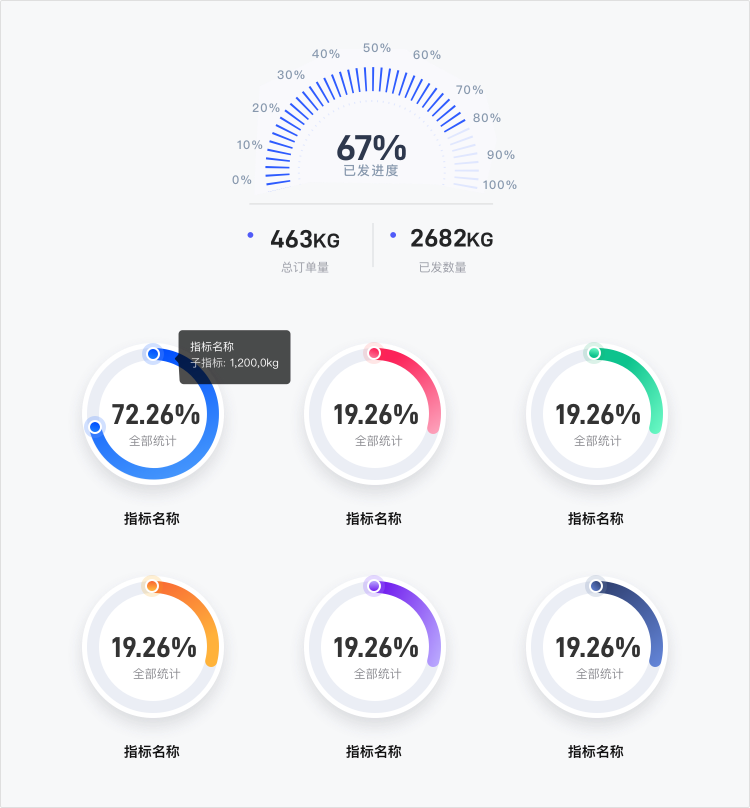 50%
40%
60%
30%
70%
20%
80%
10%
67%
90%
已发进度
0%
100%
463KG
2682KG
总订单量
已发数量
指标名称
子指标: 1,200,0kg
72.26%
19.26%
19.26%
全部统计
全部统计
全部统计
指标名称
指标名称
指标名称
19.26%
19.26%
19.26%
全部统计
全部统计
全部统计
指标名称
指标名称
指标名称